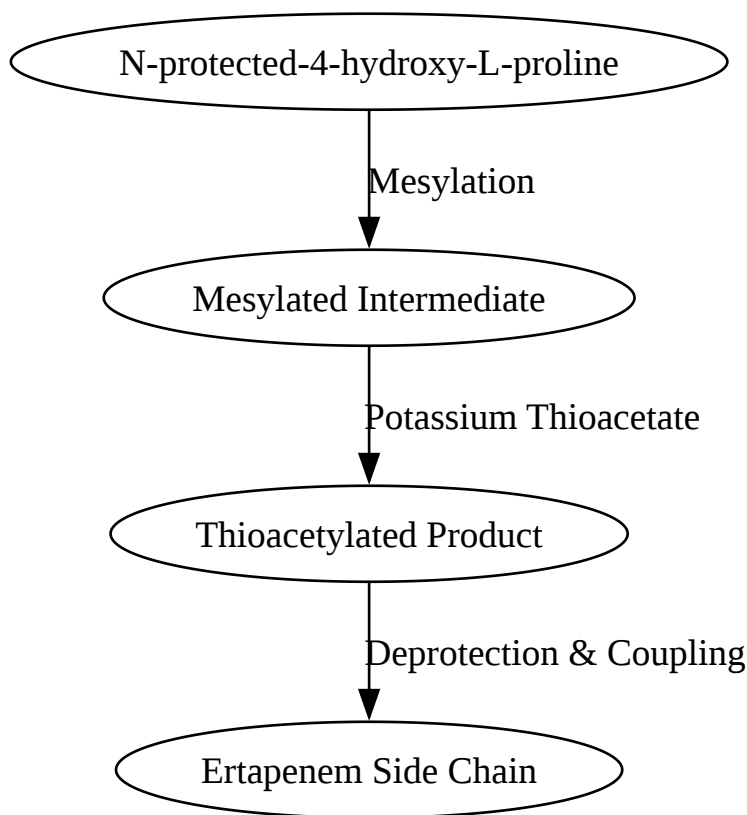 N-protected-4-hydroxy-L-proline
Mesylation
Mesylated Intermediate
Potassium Thioacetate
Thioacetylated Product
Deprotection & Coupling
Ertapenem Side Chain